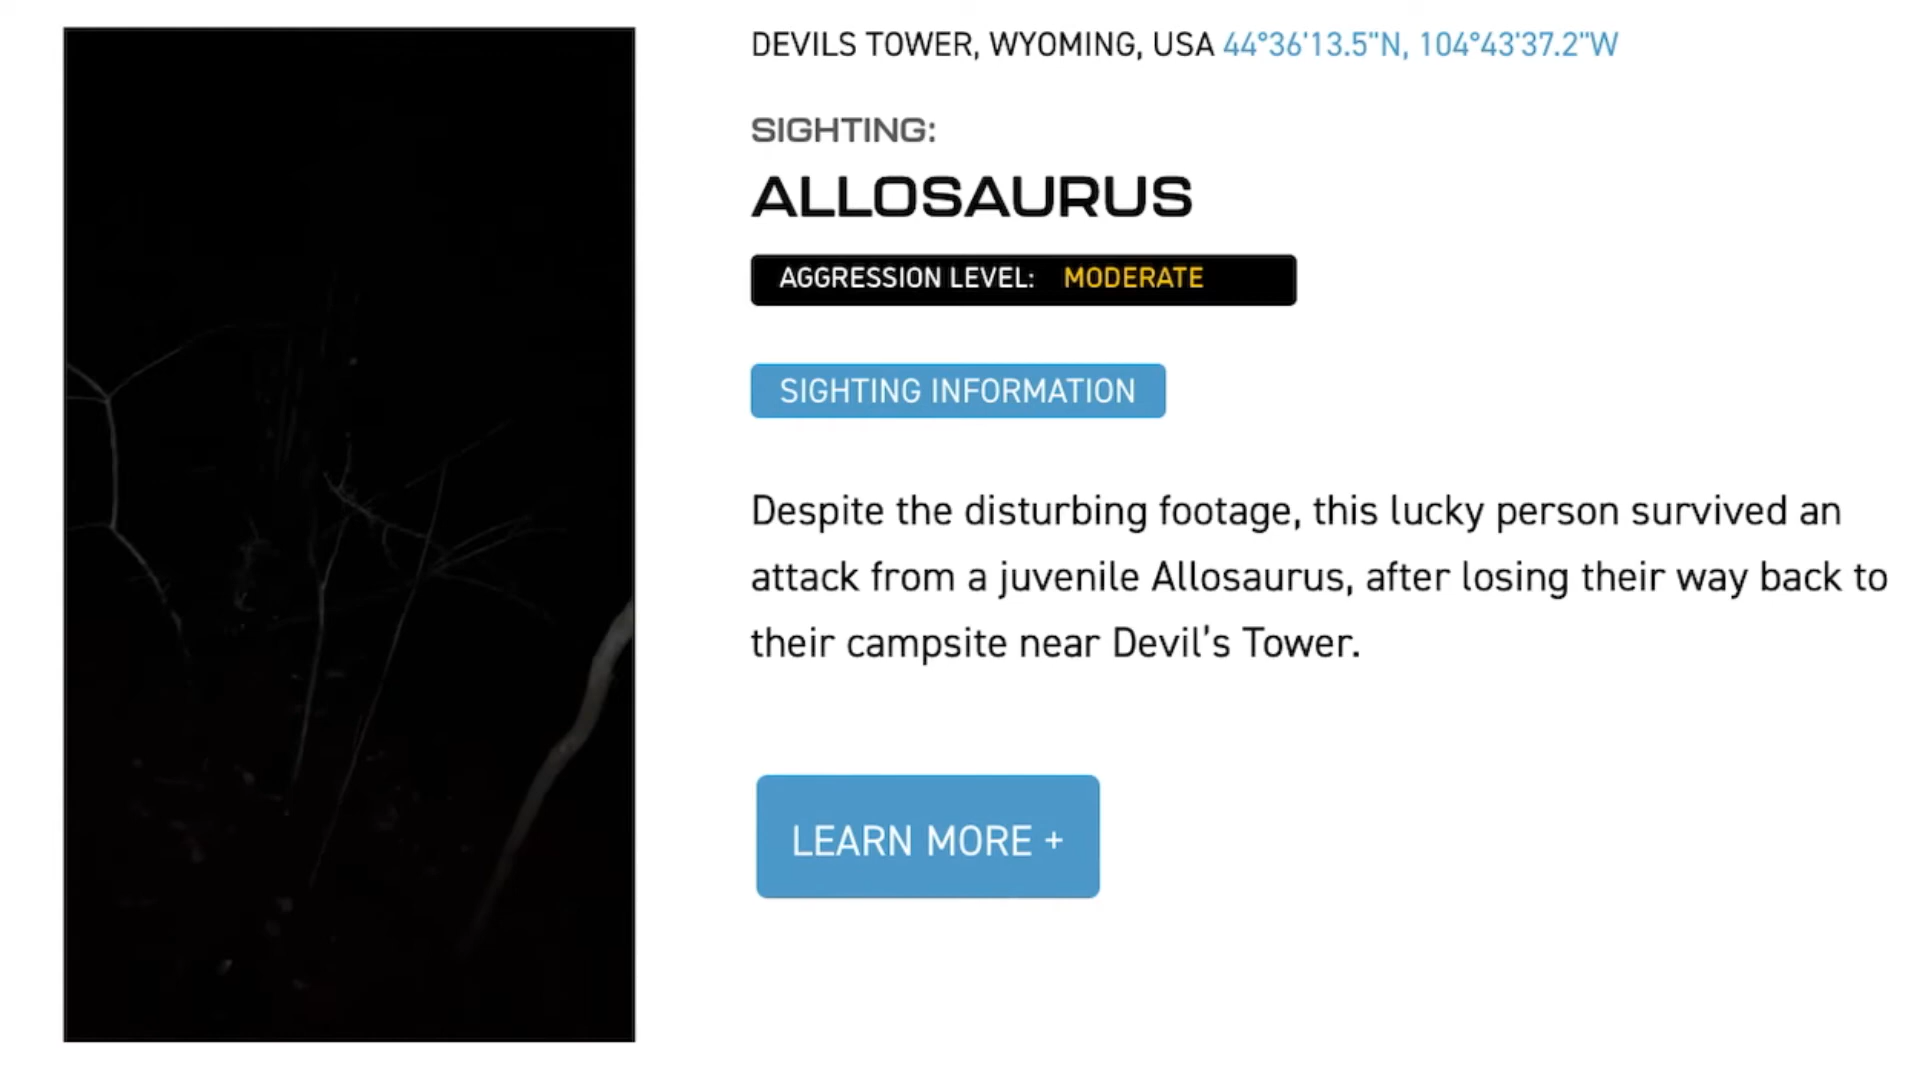 DEVILS TOWER, WYOMING, USA 44°36'13.5"N, 104°43'37.2"W
SIGHTING:
ALLOSAURUS
AGGRESSION LEVEL: MODERATE
SIGHTING INFORMATION
Despite the disturbing footage, this lucky person survived an
attack from a juvenile Allosaurus, after losing their way back to
their campsite near Devil’s Tower.
LEARN MORE +